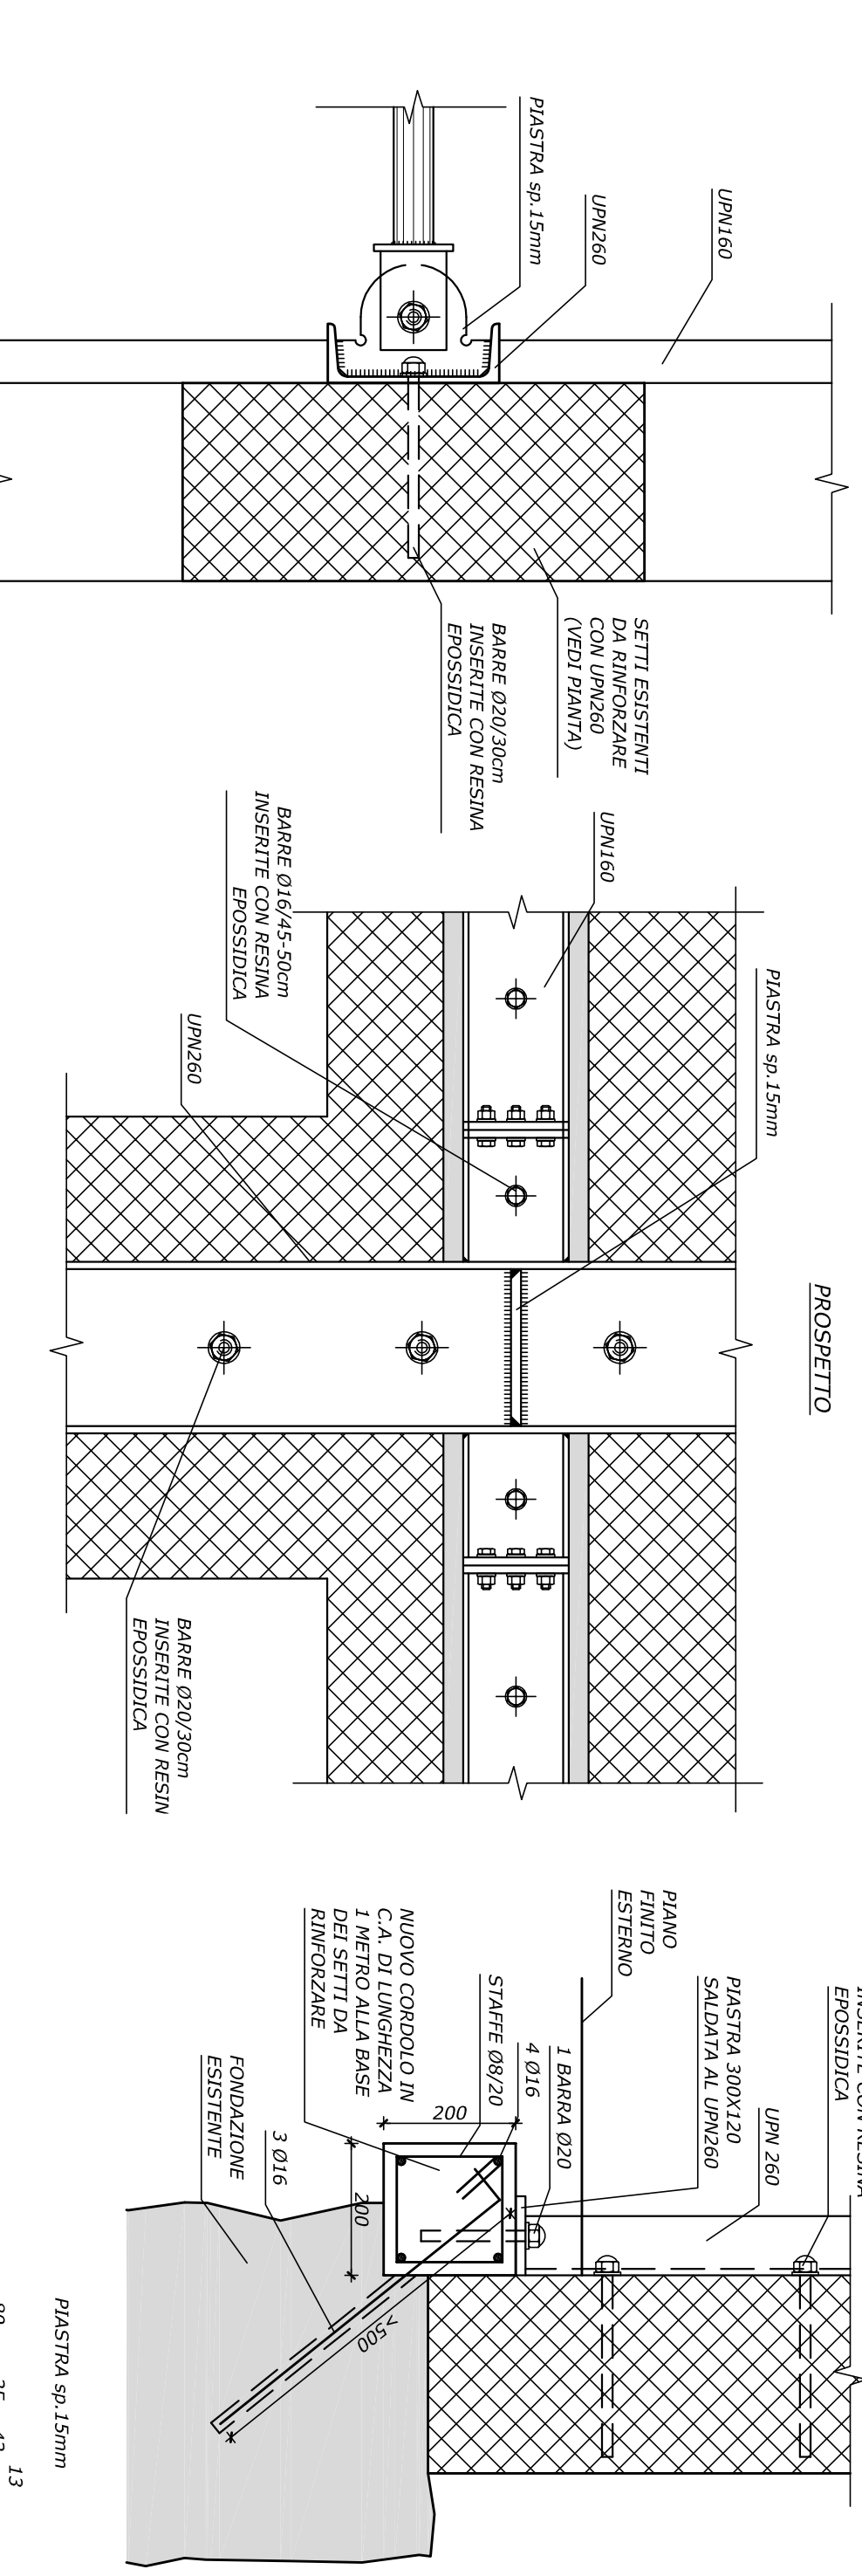 PIASTRA sp.15mm
UPN260
UPN160
SETTI ESISTENTI
DA RINFORZARE
CON UPN260
(VEDI PIANTA)
BARRE Ø20/30cm
INSERITE CON RESINA
EPOSSIDICA
PROSPETTO
PIASTRA sp.15mm
UPN160
BARRE Ø16/45-50cm
INSERITE CON RESINA
EPOSSIDICA
UPN260
BARRE Ø20/30cm
INSERITE CON RESIN
EPOSSIDICA
INSERITE CON RESINA
EPOSSIDICA
UPN 260
PIASTRA 300X120
SALDATA AL UPN260
PIANO
FINITO
ESTERNO
1 BARRA Ø20
4 Ø16
STAFFE Ø8/20
NUOVO CORDOLO IN
C.A. DI LUNGHEZZA
1 METRO ALLA BASE
DEI SETTI DA
RINFORZARE
200
200
3 Ø16
FONDAZIONE
ESISTENTE
>500
PIASTRA sp.15mm
13